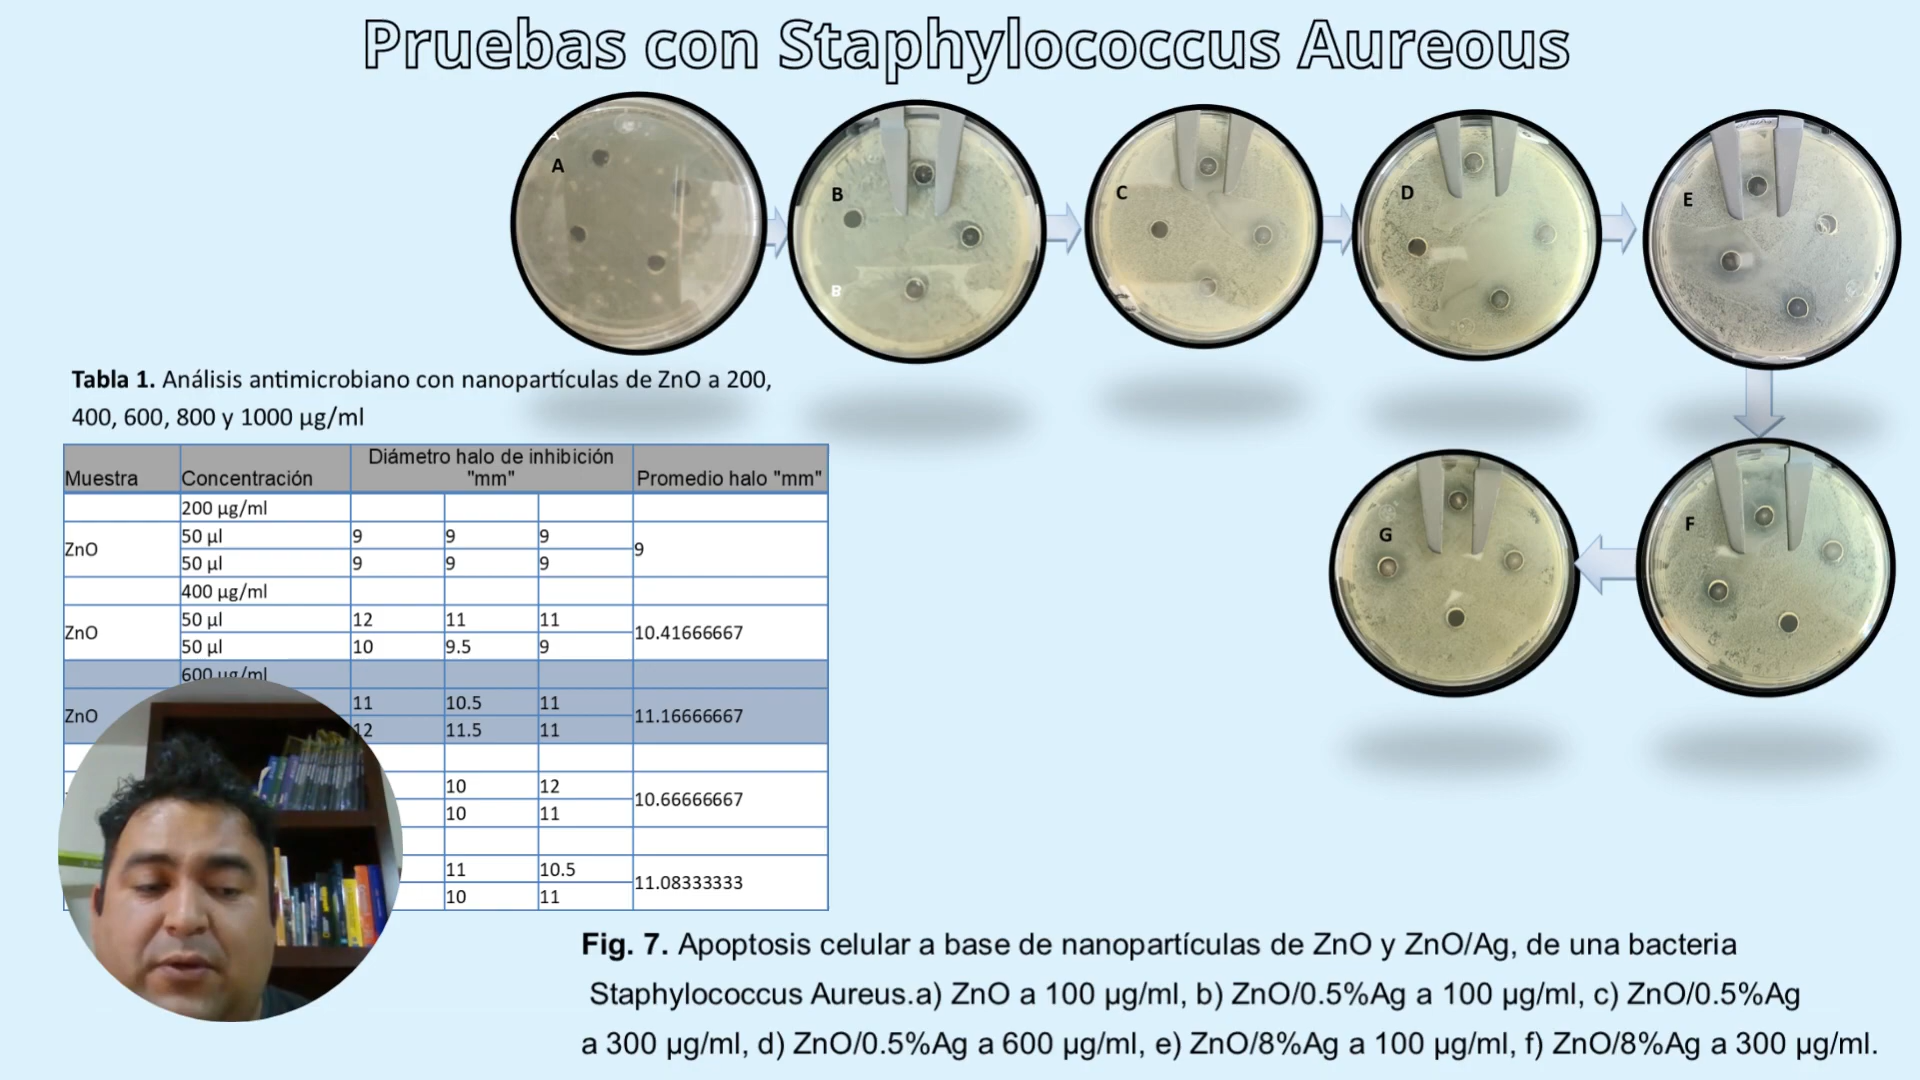 Pruebas con Staphylococcus Aureous
A
A
B
B
C
D
E
G
F
Tabla 1. Análisis antimicrobiano con nanopartículas de ZnO a 200,
400, 600, 800 y 1000 µg/ml
Muestra Concentración Diámetro halo de inhibición "mm" Promedio halo "mm"
200 µg/ml
ZnO 50 µl 9 9 9 9
50 µl 9 9 9
400 µg/ml
ZnO 50 µl 12 11 11 10.41666667
50 µl 10 9.5 9
600 µg/ml
ZnO 11 10.5 11 11.16666667
12 11.5 11
10 12 10.66666667
10 11
11 10.5 11.08333333
10 11
Fig. 7. Apoptosis celular a base de nanopartículas de ZnO y ZnO/Ag, de una bacteria
Staphylococcus Aureus.a) ZnO a 100 µg/ml, b) ZnO/0.5%Ag a 100 µg/ml, c) ZnO/0.5%Ag
a 300 µg/ml, d) ZnO/0.5%Ag a 600 µg/ml, e) ZnO/8%Ag a 100 µg/ml, f) ZnO/8%Ag a 300 µg/ml.